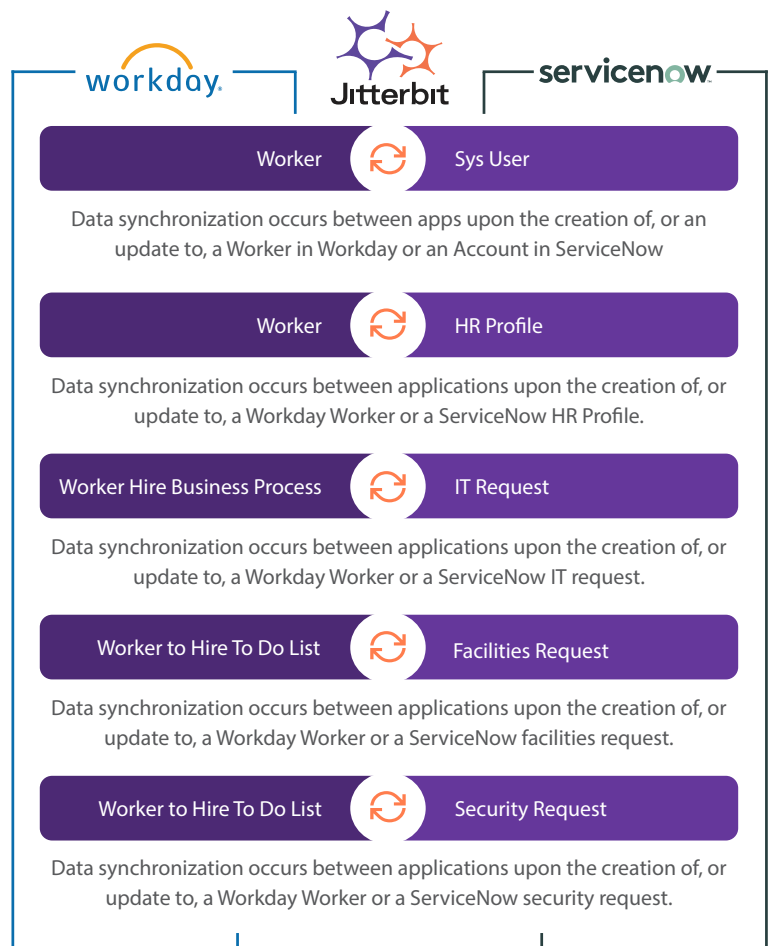 workday.
Jitterbit
servicenow
Worker
Sys User
Data synchronization occurs between apps upon the creation of, or an
update to, a Worker in Workday or an Account in ServiceNow
Worker
HR Profile
Data synchronization occurs between applications upon the creation of, or
update to, a Workday Worker or a ServiceNow HR Profile.
Worker Hire Business Process
IT Request
Data synchronization occurs between applications upon the creation of, or
update to, a Workday Worker or a ServiceNow IT request.
Worker to Hire To Do List
Facilities Request
Data synchronization occurs between applications upon the creation of, or
update to, a Workday Worker or a ServiceNow facilities request.
Worker to Hire To Do List
Security Request
Data synchronization occurs between applications upon the creation of, or
update to, a Workday Worker or a ServiceNow security request.